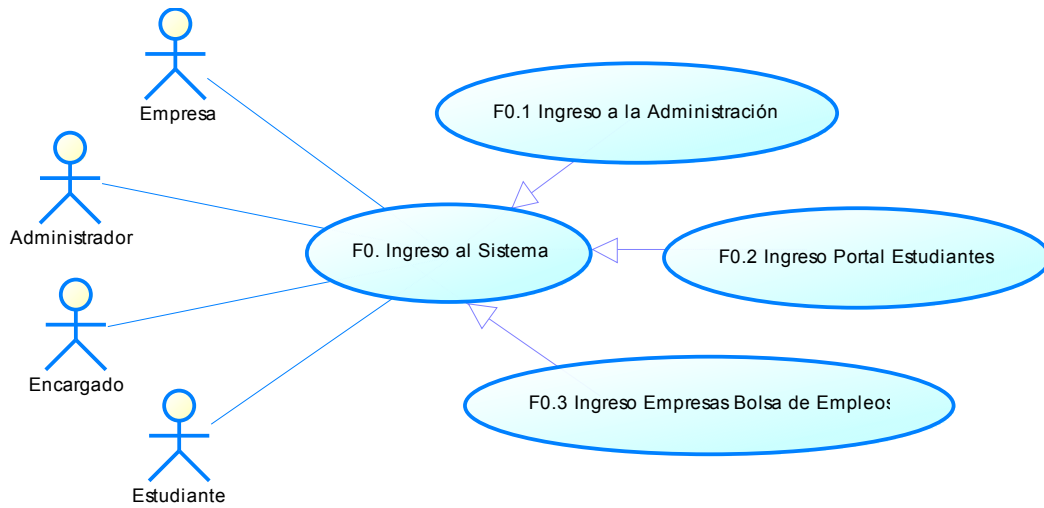 Empresa
F0.1 Ingreso a la Administración
Administrador
F0. Ingreso al Sistema
F0.2 Ingreso Portal Estudiantes
Encargado
F0.3 Ingreso Empresas Bolsa de Empleos
Estudiante